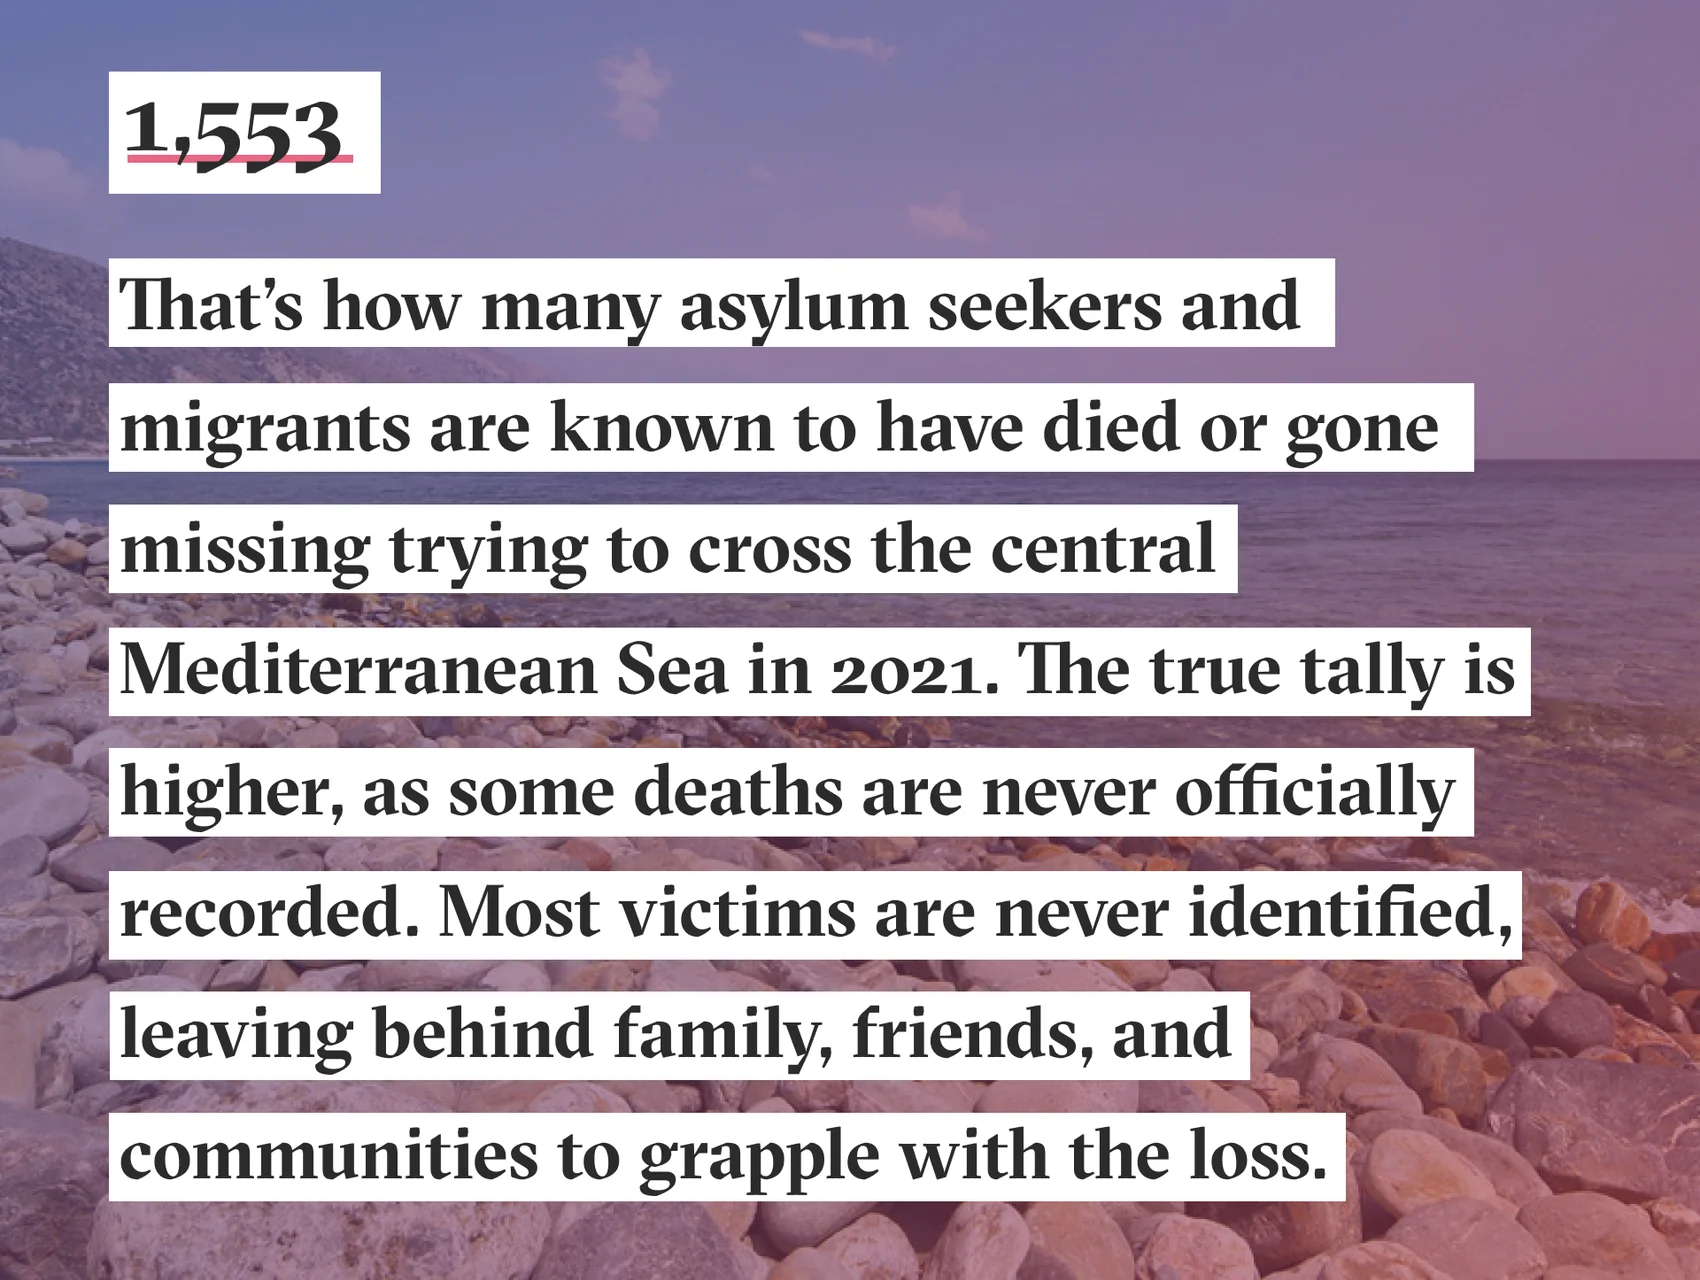 1,553
That’s how many asylum seekers and
migrants are known to have died or gone
missing trying to cross the central
Mediterranean Sea in 2021. The true tally is
higher, as some deaths are never officially
recorded. Most victims are never identified,
leaving behind family, friends, and
communities to grapple with the loss.